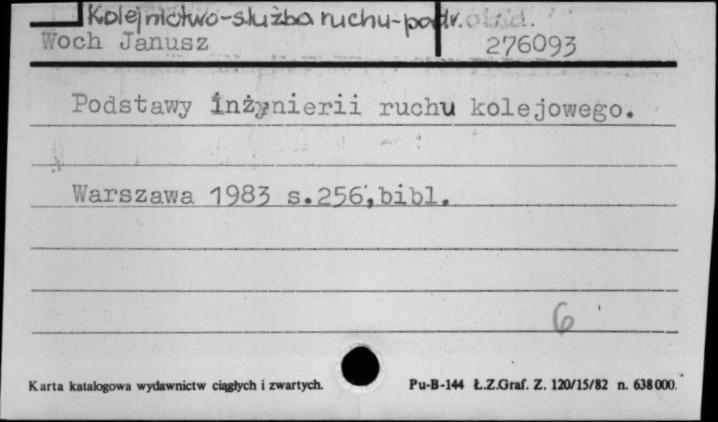 Kolejnictwo-służba ruchu-podr.
Woch Janusz 276093
Podstawy inżynierii ruchu kolejowego.
Warszawa 1983 s.256,bibl.
6
Karta katalogowa wydawnictw ciągłych i zwartych. Pu-B-144 Ł.Z.Graf. Z. 120/15/82 n. 638000.